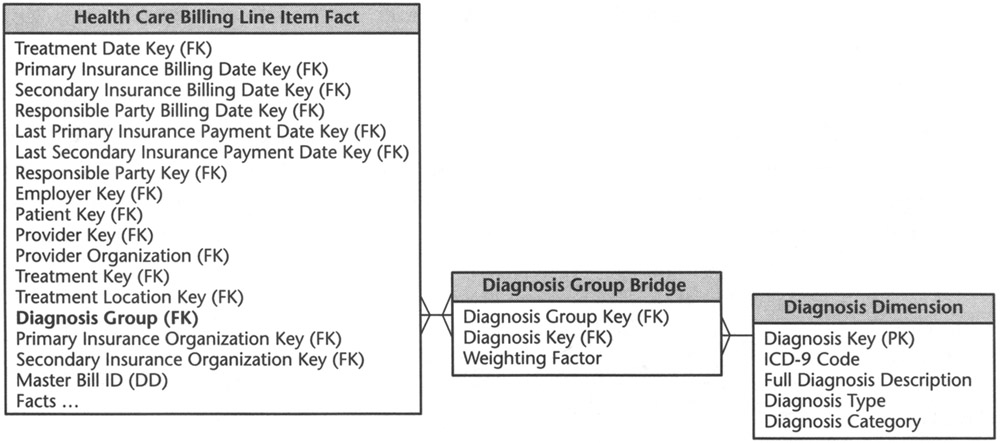 Health Care Billing Line Item Fact
Treatment Date Key (FK)
Primary Insurance Billing Date Key (FK)
Secondary Insurance Billing Date Key (FK)
Responsible Party Billing Date Key (FK)
Last Primary Insurance Payment Date Key (FK)
Last Secondary Insurance Payment Date Key (FK)
Responsible Party Key (FK)
Employer Key (FK)
Patient Key (FK)
Provider Key (FK)
Provider Organization (FK)
Treatment Key (FK)
Treatment Location Key (FK)
Diagnosis Group (FK)
Primary Insurance Organization Key (FK)
Secondary Insurance Organization Key (FK)
Master Bill ID (DD)
Facts ...
Diagnosis Group Bridge
Diagnosis Group Key (FK)
Diagnosis Key (FK)
Weighting Factor
Diagnosis Dimension
Diagnosis Key (PK)
ICD-9 Code
Full Diagnosis Description
Diagnosis Type
Diagnosis Category